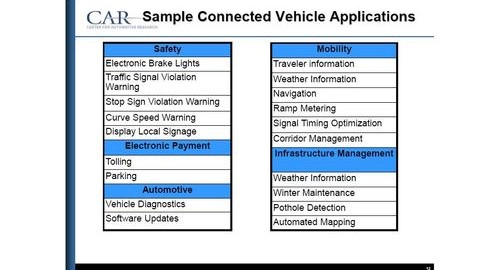 CAR
CENTER FOR AUTOMOTIVE RESEARCH
Sample Connected Vehicle Applications
Safety
Electronic Brake Lights
Traffic Signal Violation
Warning
Stop Sign Violation Warning
Curve Speed Warning
Display Local Signage
Electronic Payment
Tolling
Parking
Automotive
Vehicle Diagnostics
Software Updates
Mobility
Traveler information
Weather Information
Navigation
Ramp Metering
Signal Timing Optimization
Corridor Management
Infrastructure Management
Weather Information
Winter Maintenance
Pothole Detection
Automated Mapping